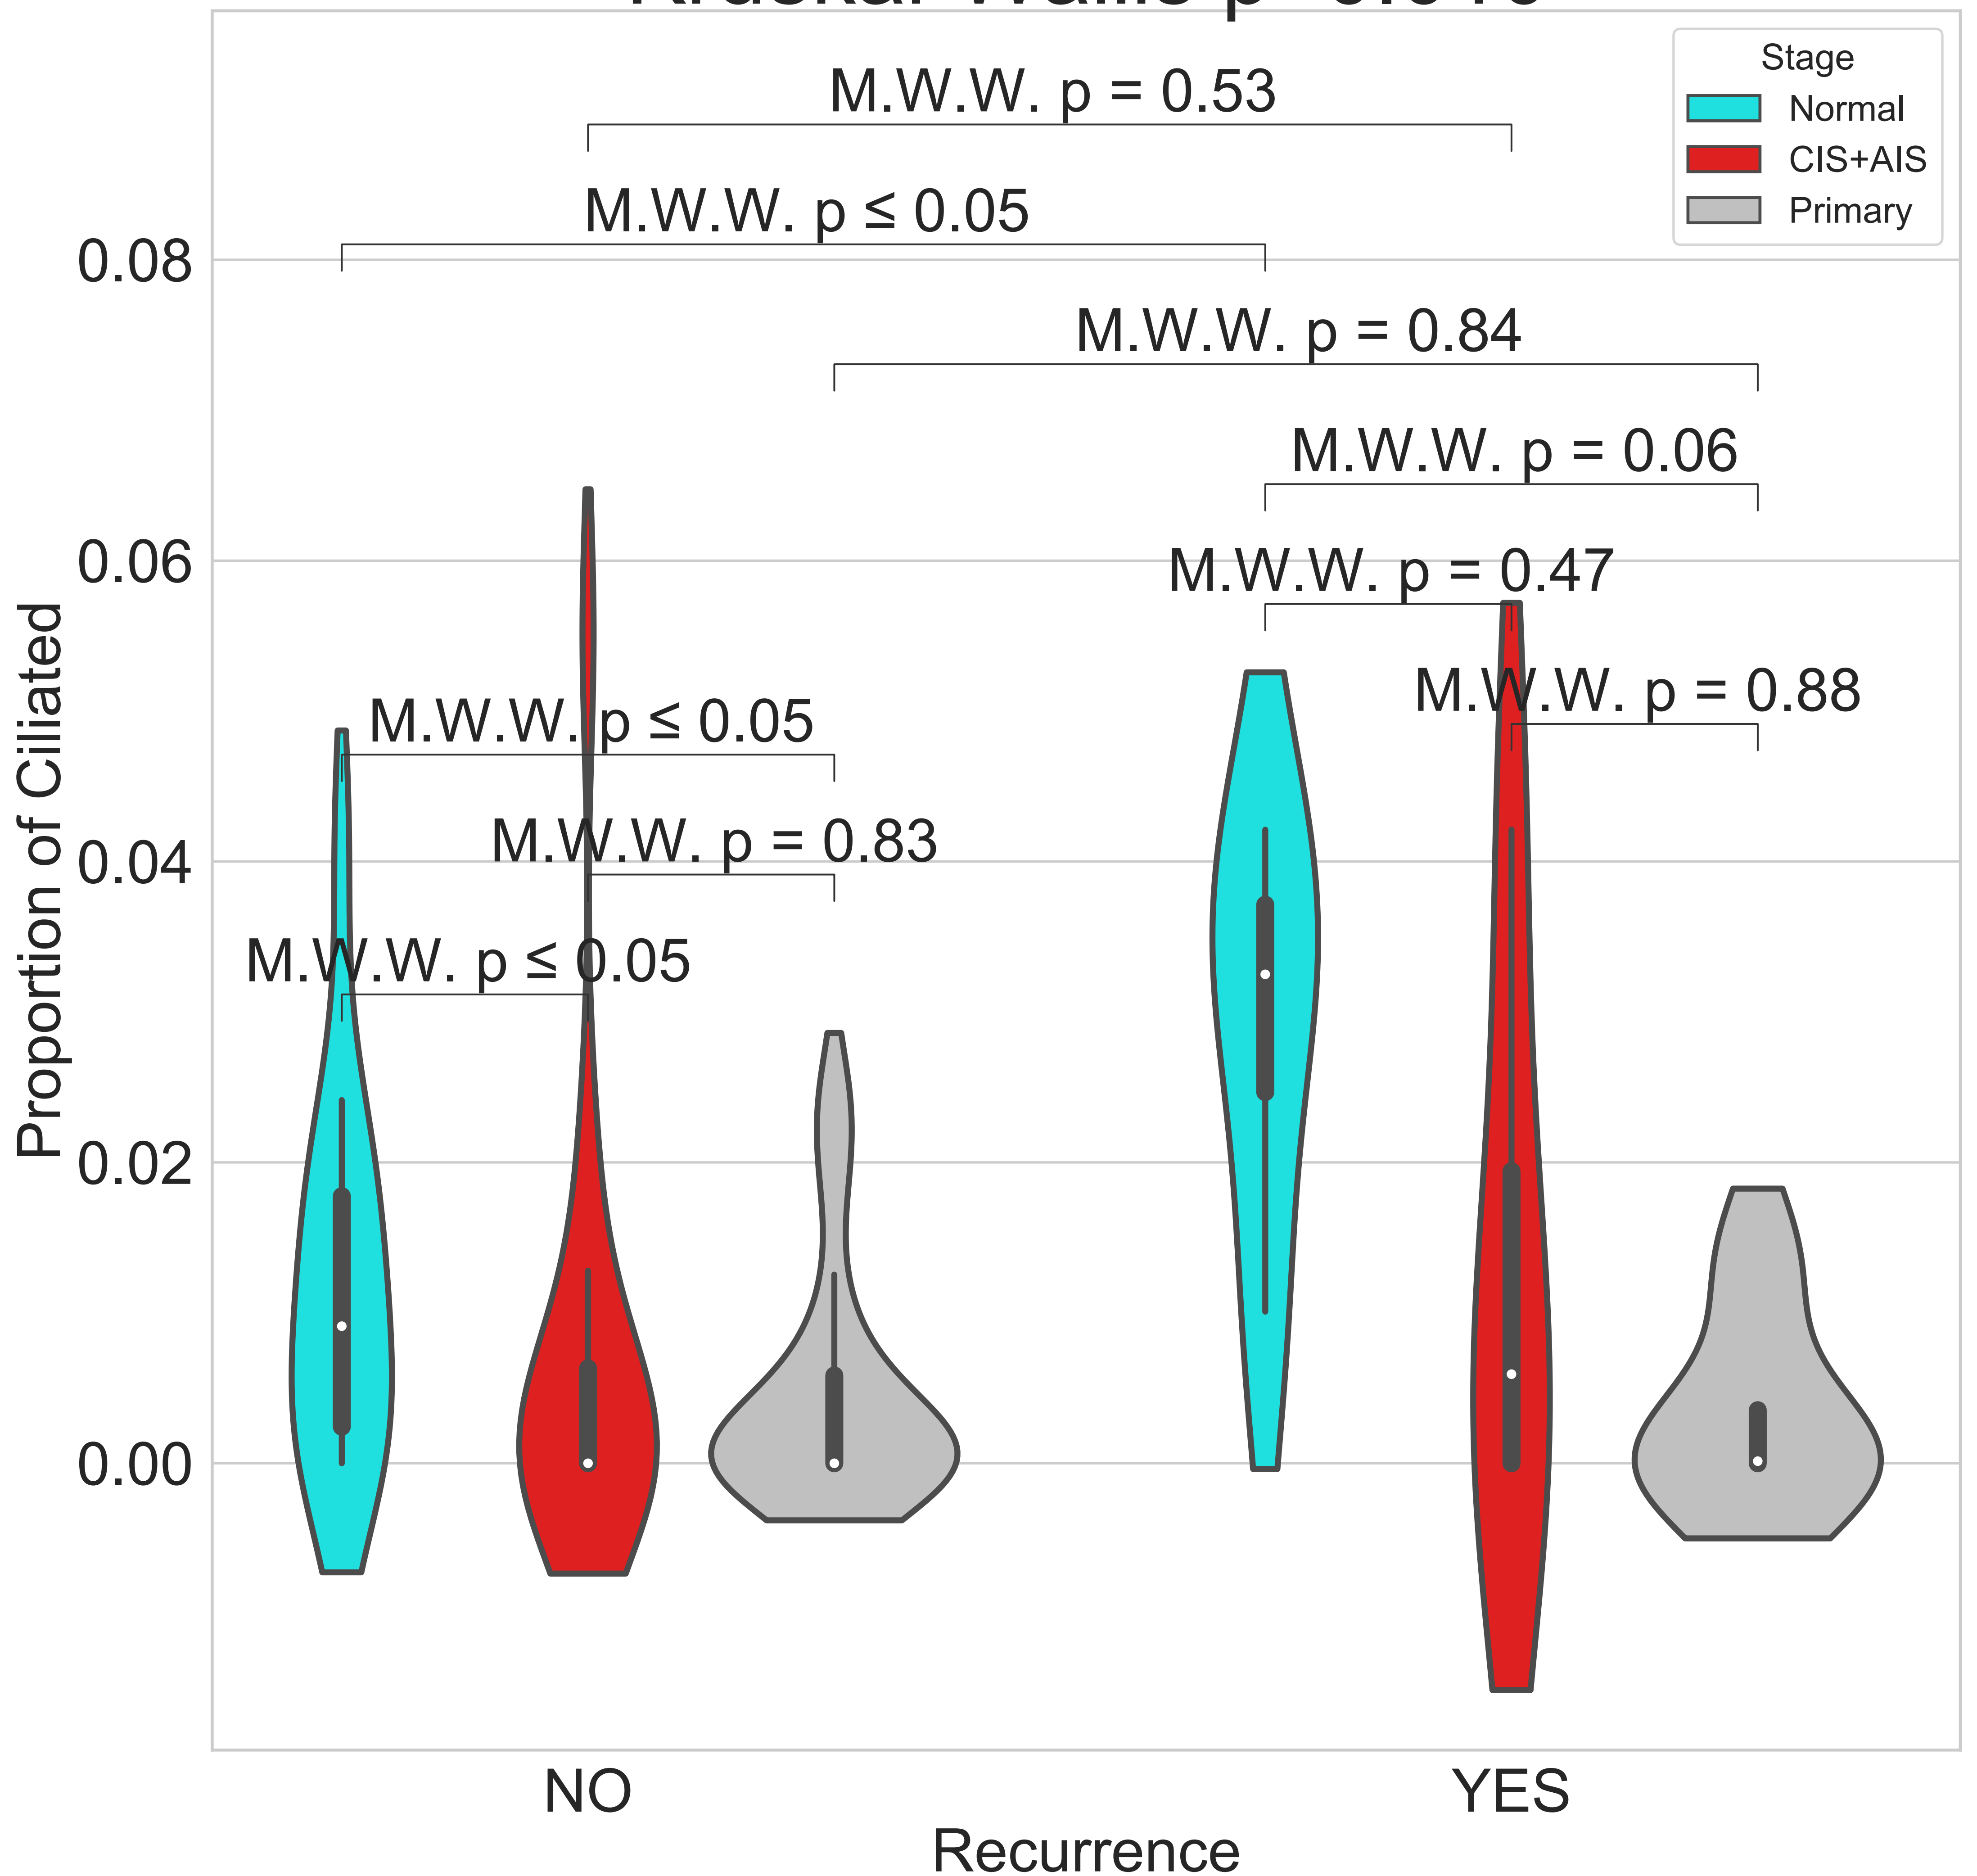 Stage
Normal
CIS+AIS
Primary
M.W.W. p = 0.53
M.W.W. p ≤ 0.05
M.W.W. p = 0.84
M.W.W. p = 0.06
M.W.W. p = 0.47
M.W.W. p = 0.88
M.W.W. p ≤ 0.05
M.W.W. p = 0.83
M.W.W. p ≤ 0.05
Proportion of Ciliated
0.08
0.06
0.04
0.02
0.00
NO
YES
Recurrence